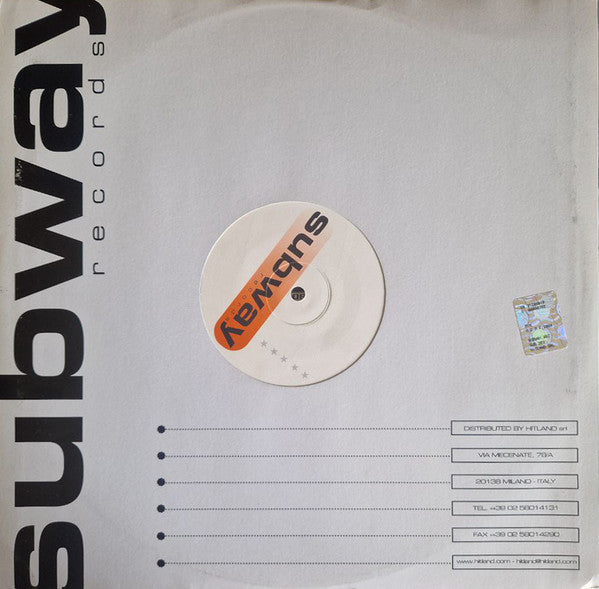 subway
records
subway
records
DISTRIBUTED BY HITLAND srl
VIA MECENATE, 76/A
20138 MILANO - ITALY
TEL. ++39 02 58014131
FAX ++39 02 58014290
www.hitland.com - hitland@hitland.com